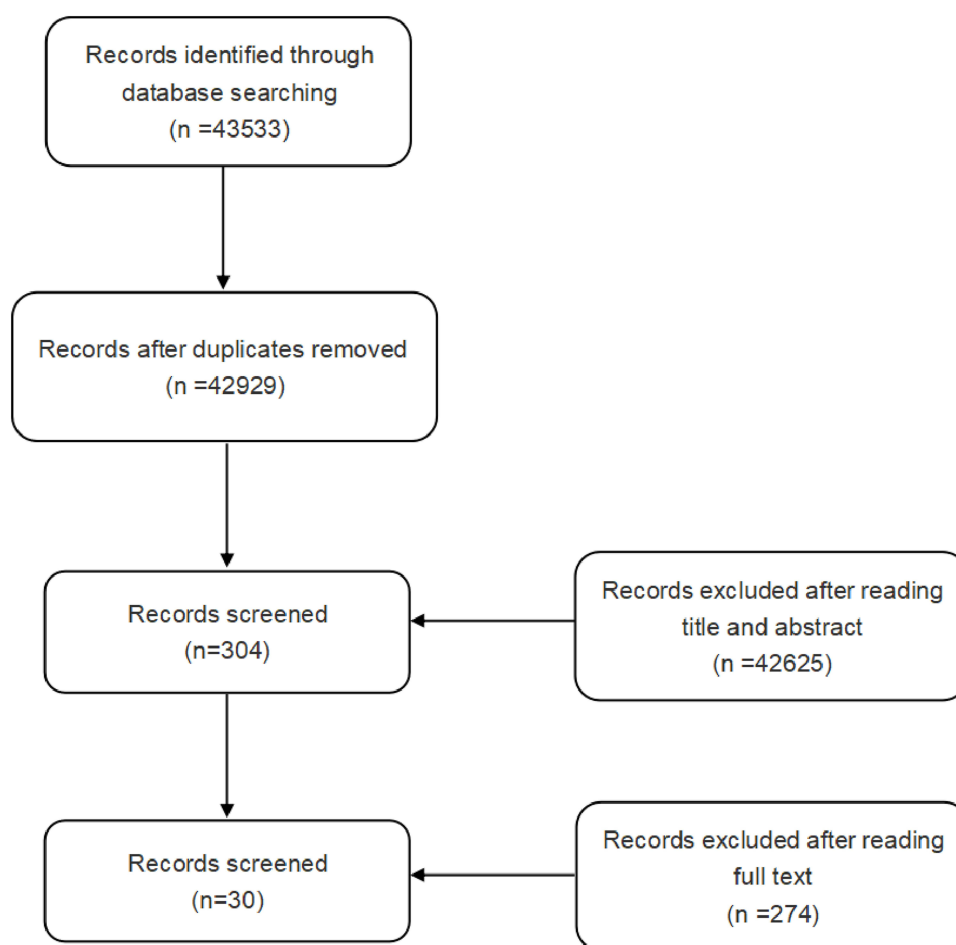 Records identified through
database searching
(n =43533)
Records after duplicates removed
(n =42929)
Records screened
(n=304)
Records excluded after reading
title and abstract
(n =42625)
Records screened
(n=30)
Records excluded after reading
full text
(n =274)